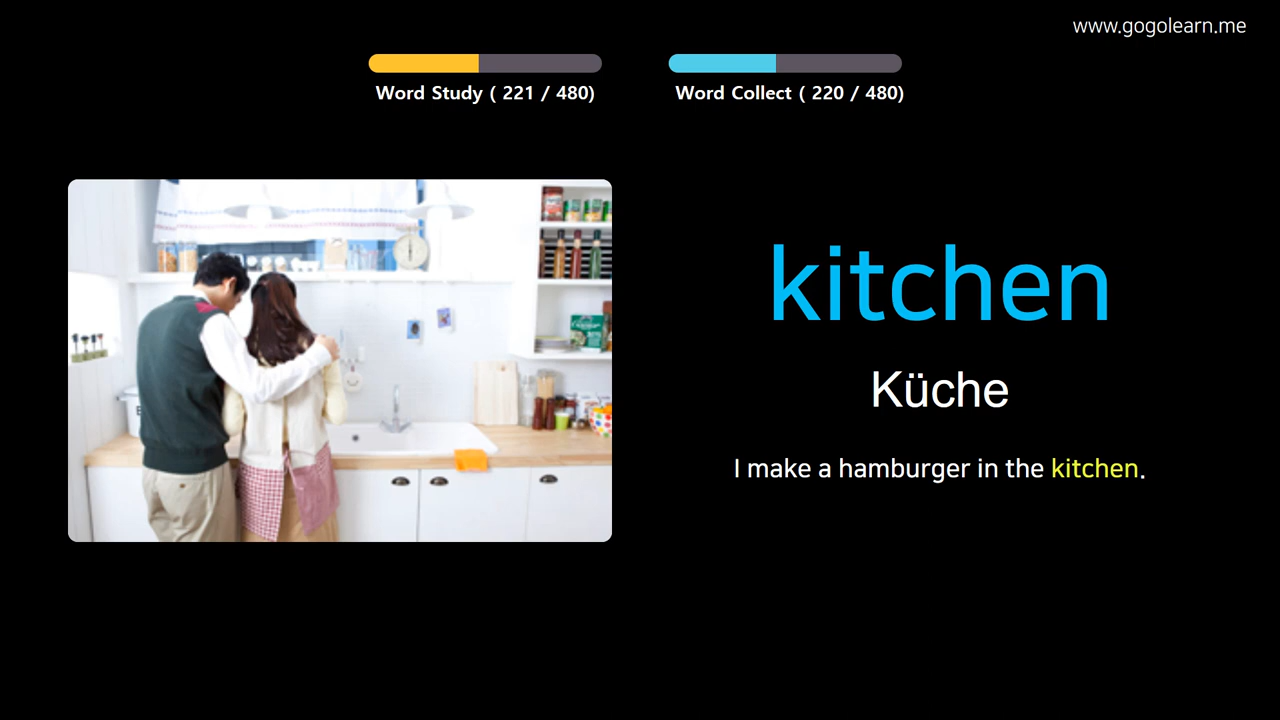 www.gogolearn.me
Word Study ( 221 / 480)
Word Collect ( 220 / 480)
kitchen
Küche
I make a hamburger in the kitchen.